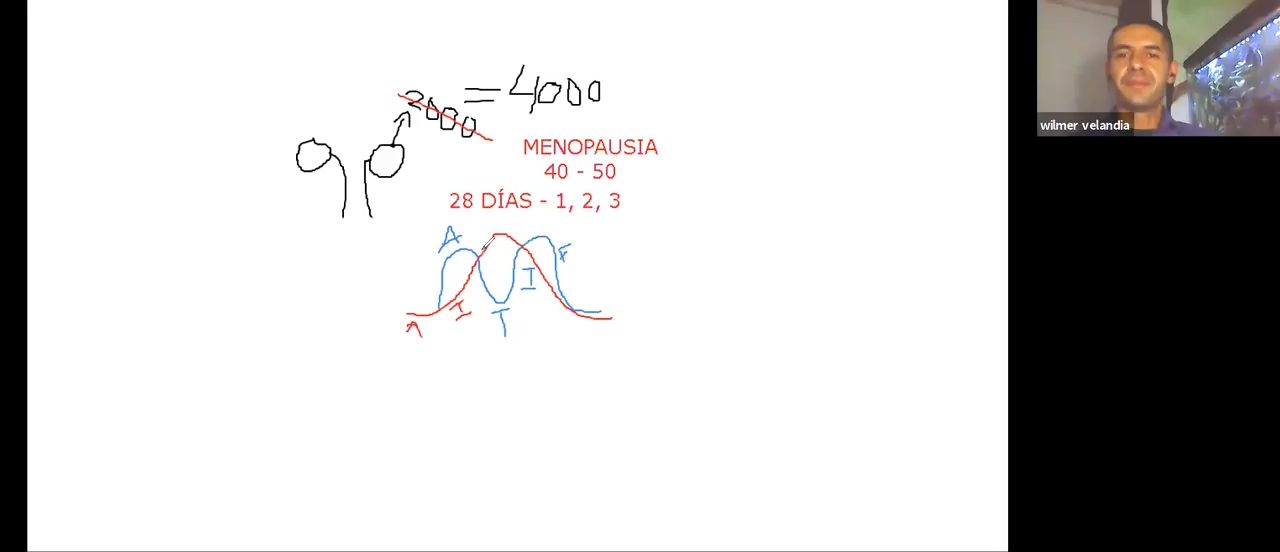 2000 = 4000
wilmer velandia
MENOPAUSIA
40 - 50
28 DÍAS - 1, 2, 3
A
F
I
I
T
A